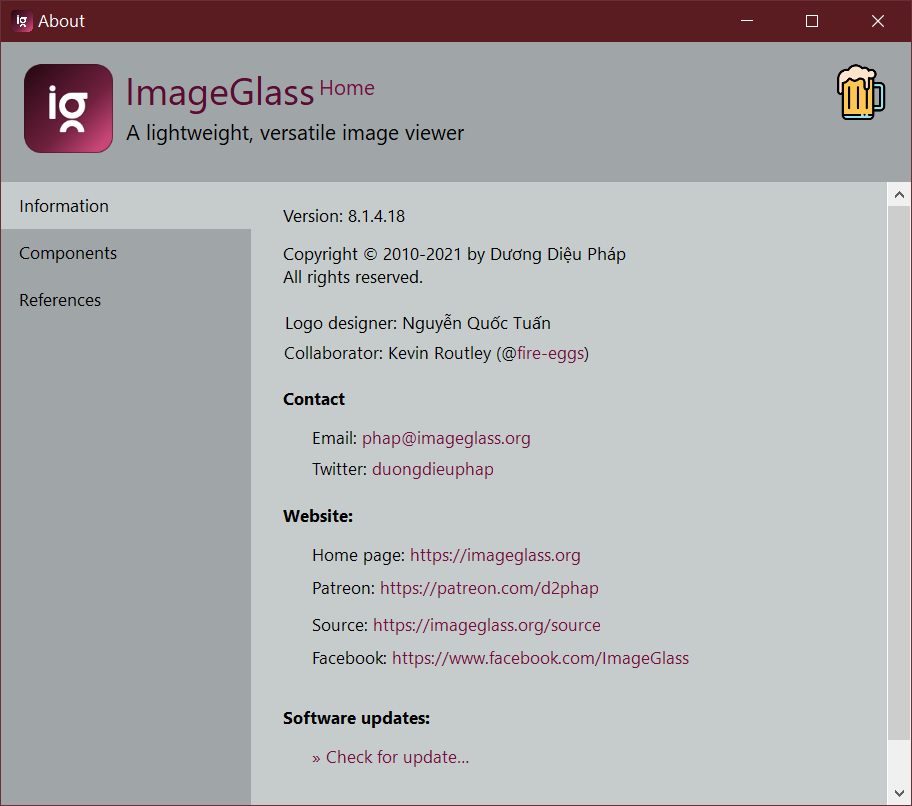 ig About
ig
ImageGlass Home
A lightweight, versatile image viewer
Information
Components
References
Version: 8.1.4.18
Copyright © 2010-2021 by Dương Diệu Pháp
All rights reserved.
Logo designer: Nguyễn Quốc Tuấn
Collaborator: Kevin Routley (@fire-eggs)
Contact
Email: phap@imageglass.org
Twitter: duongdieuphap
Website:
Home page: https://imageglass.org
Patreon: https://patreon.com/d2phap
Source: https://imageglass.org/source
Facebook: https://www.facebook.com/ImageGlass
Software updates:
» Check for update...